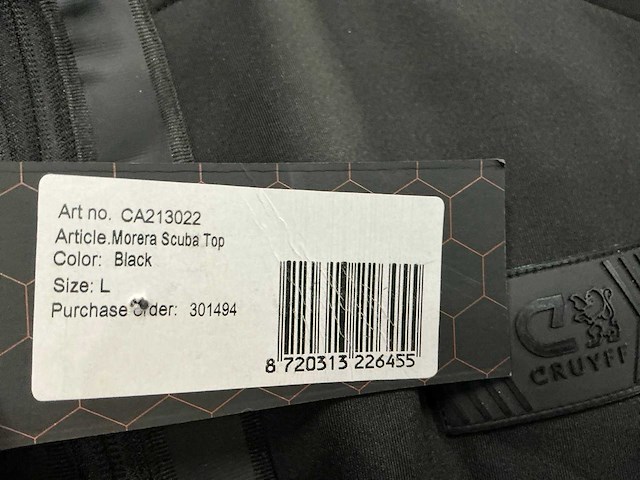 Art no. CA213022
Article.Morera Scuba Top
Color: Black
Size: L
Purchase Order: 301494
8 720313 226455
CRUYFF